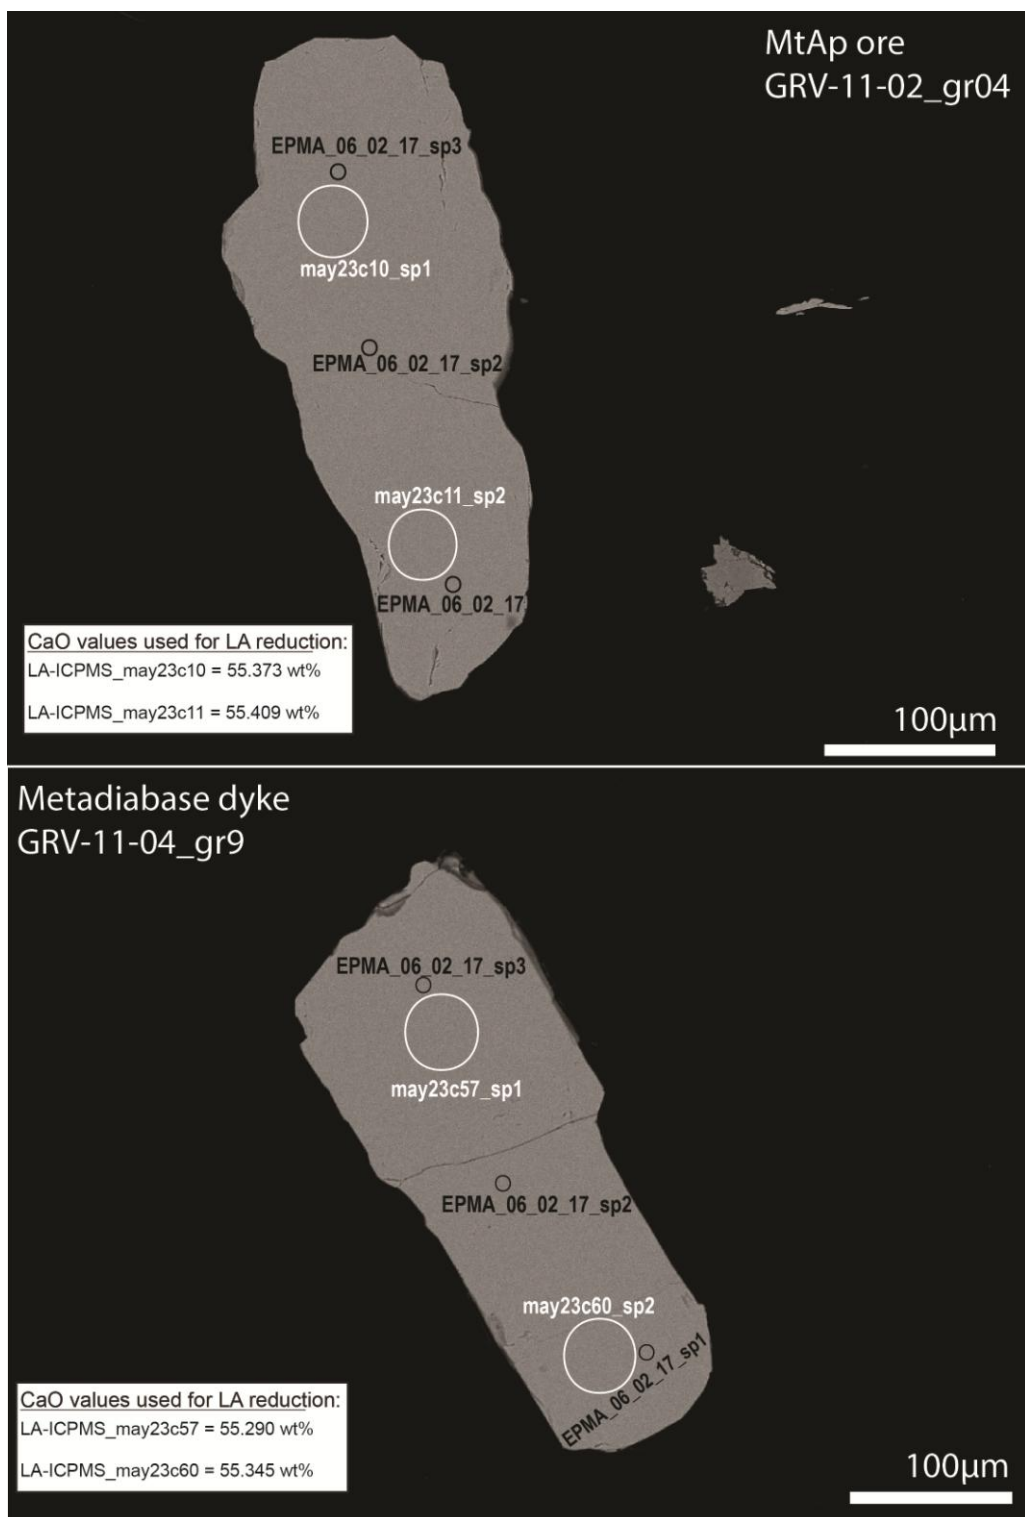 MtAp ore
GRV-11-02_gr04
EPMA_06_02_17_sp3
may23c10_sp1
EPMA_06_02_17_sp2
may23c11_sp2
EPMA_06_02_17
CaO values used for LA reduction:
LA-ICPMS_may23c10 = 55.373 wt%
LA-ICPMS_may23c11 = 55.409 wt%
100µm
Metadiabase dyke
GRV-11-04_gr9
EPMA_06_02_17_sp3
may23c57_sp1
EPMA_06_02_17_sp2
may23c60_sp2
EPMA_06_02_17_sp1
CaO values used for LA reduction:
LA-ICPMS_may23c57 = 55.290 wt%
LA-ICPMS_may23c60 = 55.345 wt%
100µm